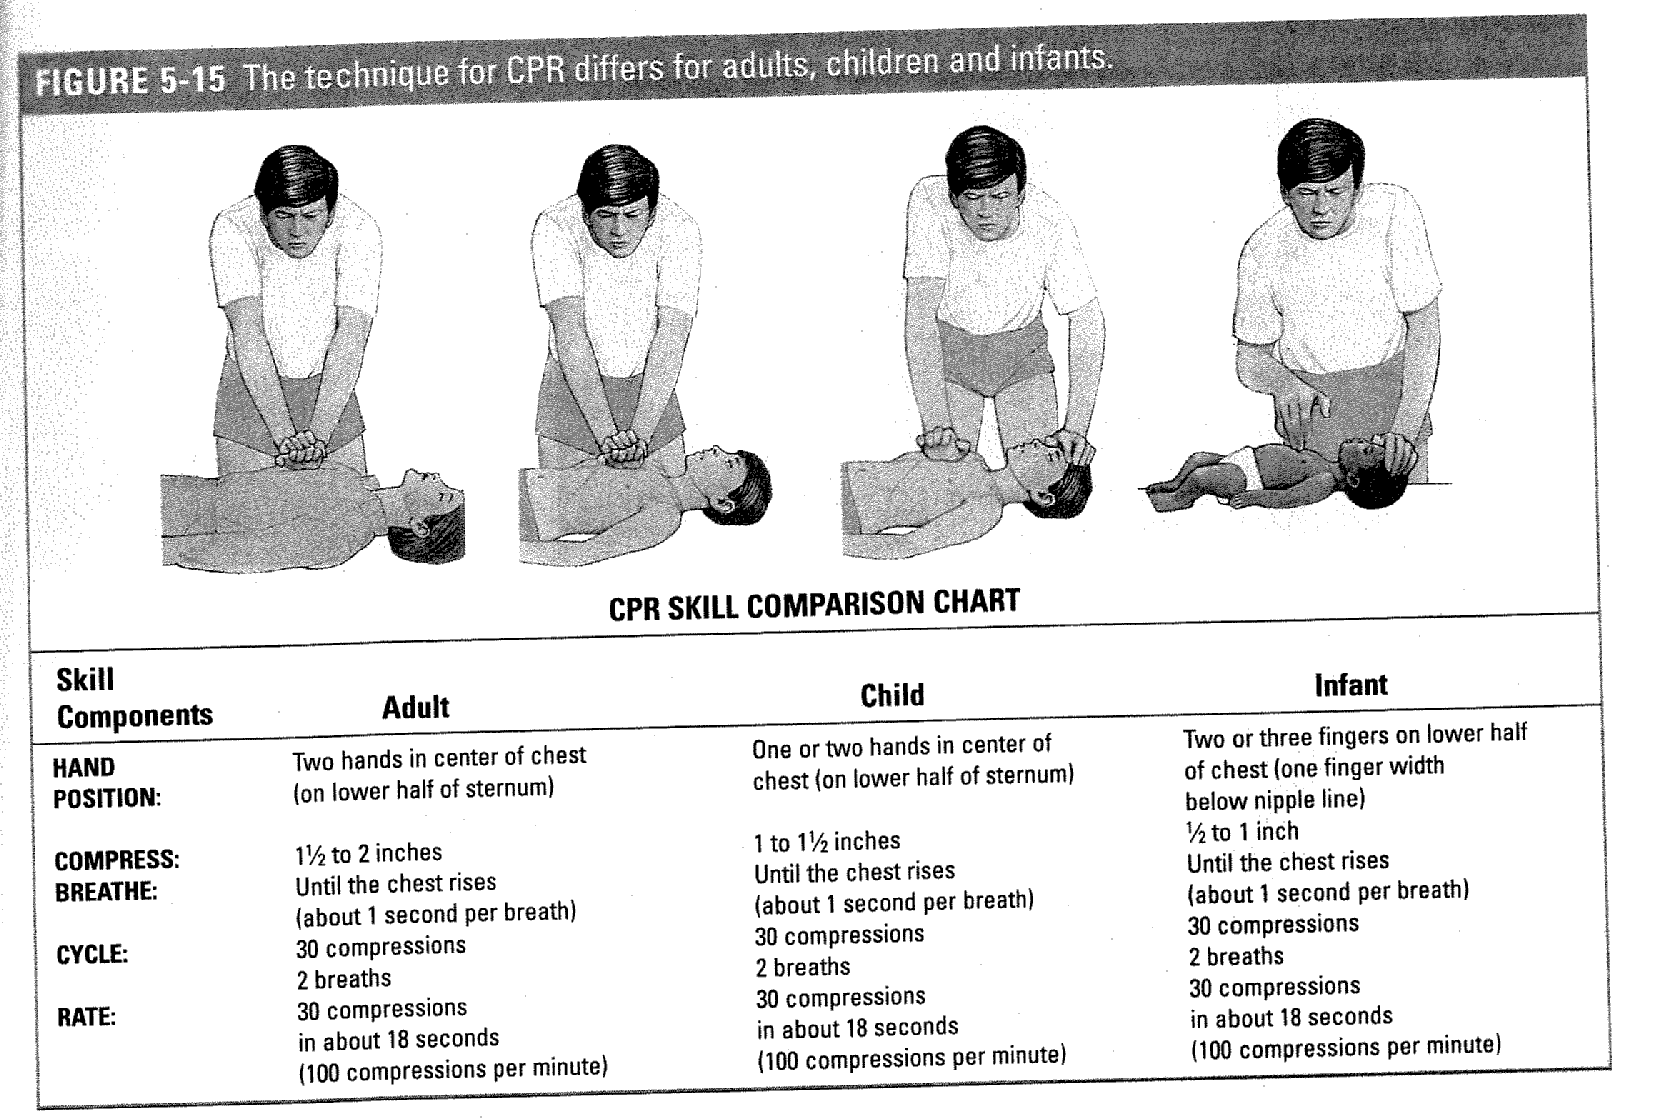 FIGURE 5-15 The technique for CPR differs for adults, children and infants.
CPR SKILL COMPARISON CHART
Skill
Components
Adult
Child
Infant
HAND
POSITION:
Two hands in center of chest
(on lower half of sternum)
One or two hands in center of
chest (on lower half of sternum)
Two or three fingers on lower half
of chest (one finger width
below nipple line)
COMPRESS:
1½ to 2 inches
1 to 1½ inches
½ to 1 inch
BREATHE:
Until the chest rises
(about 1 second per breath)
Until the chest rises
(about 1 second per breath)
Until the chest rises
(about 1 second per breath)
CYCLE:
30 compressions
2 breaths
30 compressions
2 breaths
30 compressions
2 breaths
RATE:
30 compressions
in about 18 seconds
(100 compressions per minute)
30 compressions
in about 18 seconds
(100 compressions per minute)
30 compressions
in about 18 seconds
(100 compressions per minute)